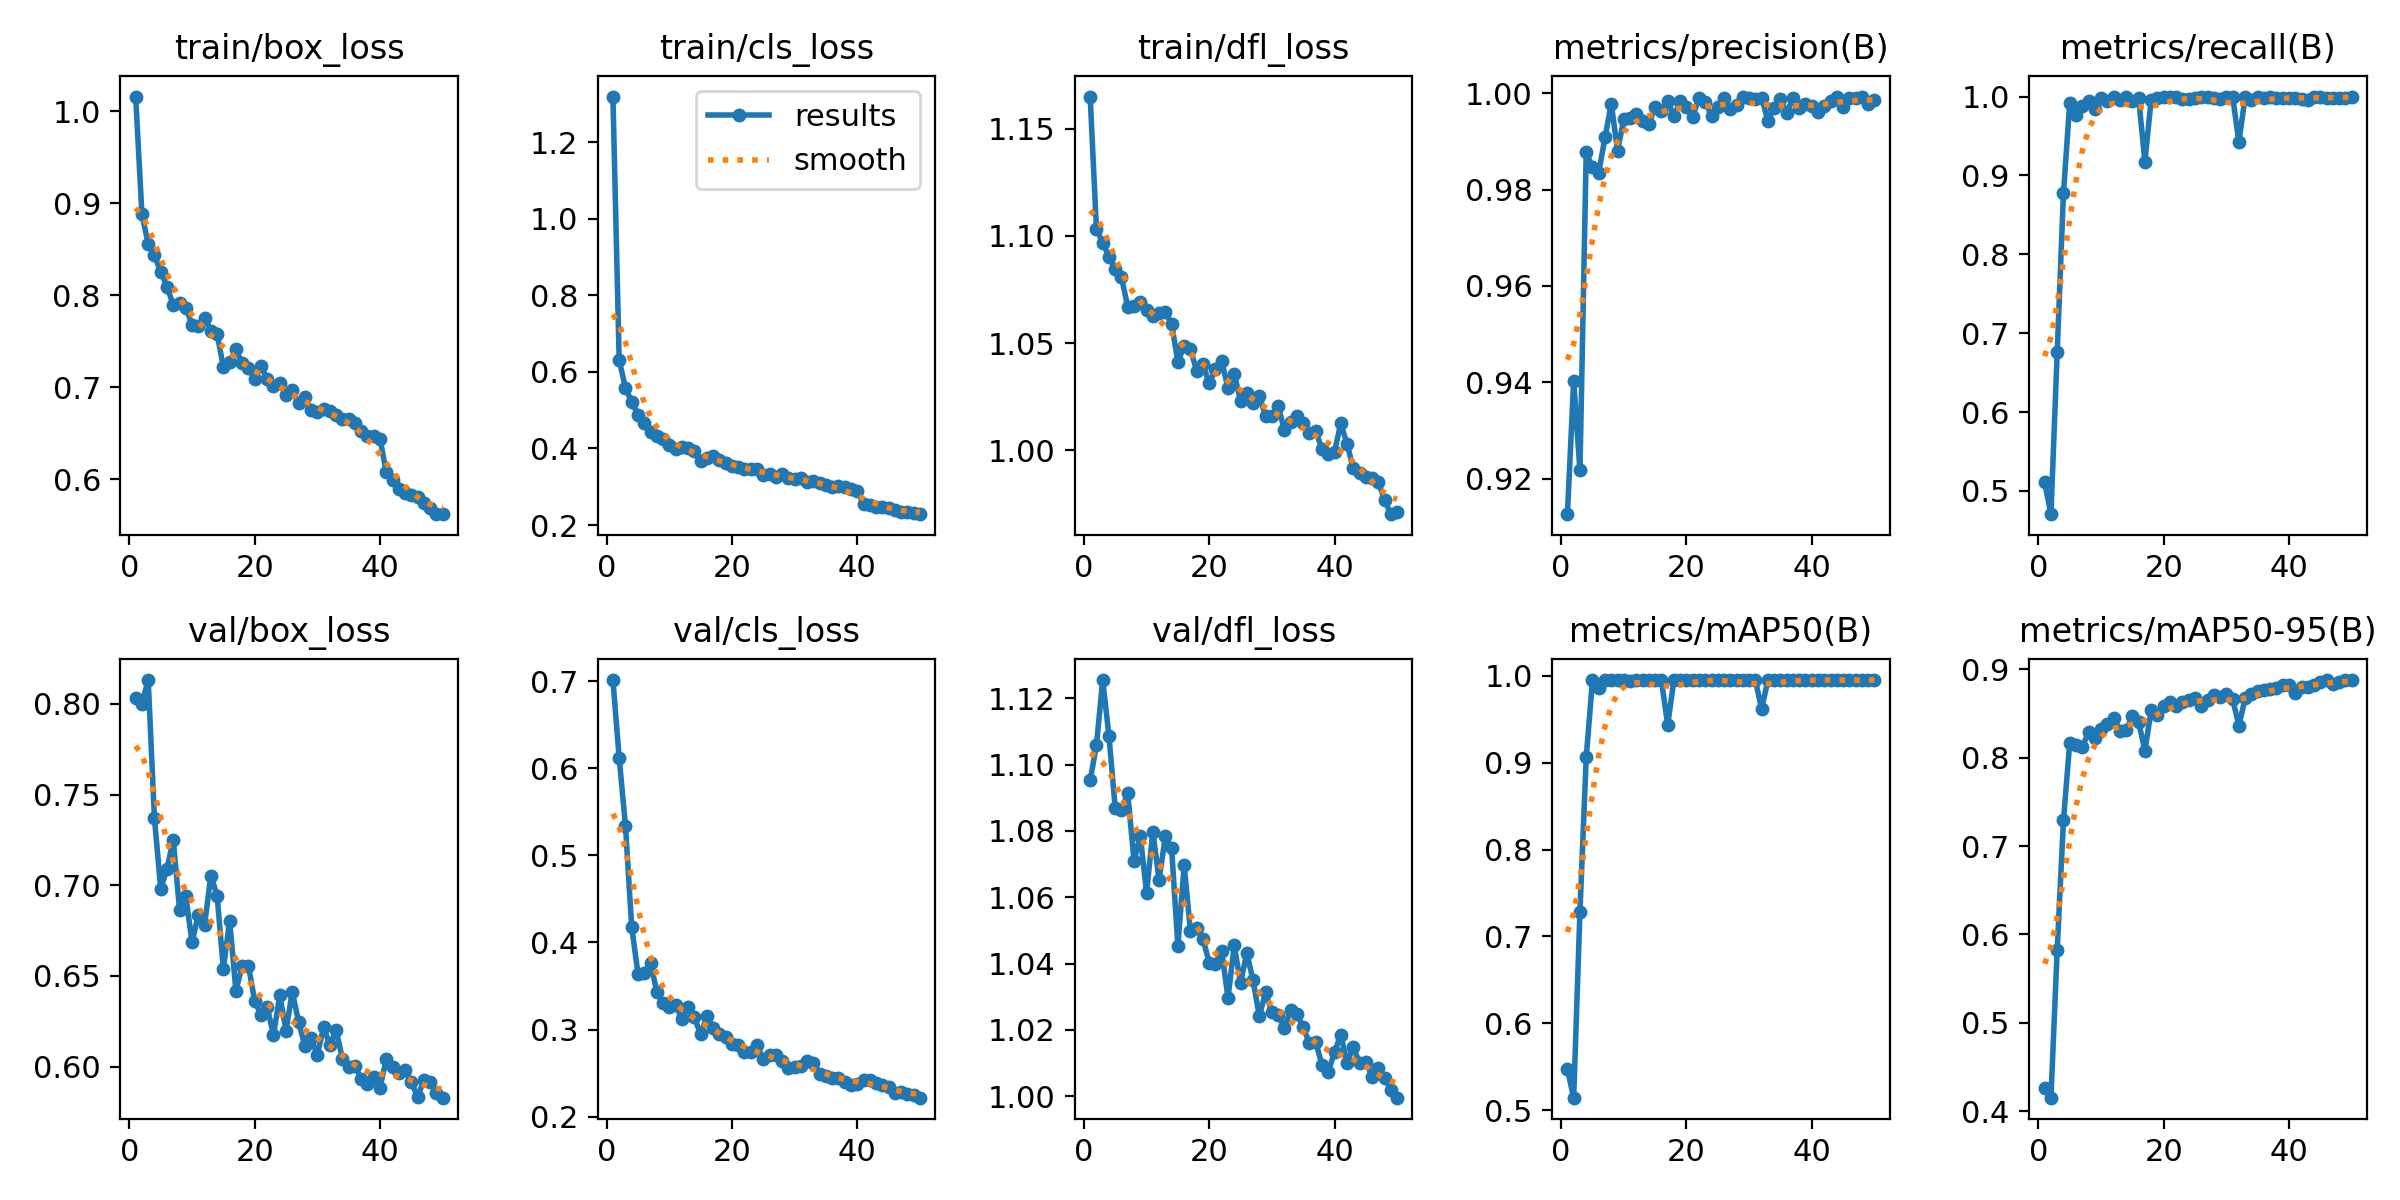 train/box_loss
1.0
0.9
0.8
0.7
0.6
0 20 40
train/cls_loss
results
smooth
1.2
1.0
0.8
0.6
0.4
0.2
0 20 40
train/dfl_loss
1.15
1.10
1.05
1.00
0 20 40
metrics/precision(B)
1.00
0.98
0.96
0.94
0.92
0 20 40
metrics/recall(B)
1.0
0.9
0.8
0.7
0.6
0.5
0 20 40
val/box_loss
0.80
0.75
0.70
0.65
0.60
0 20 40
val/cls_loss
0.7
0.6
0.5
0.4
0.3
0.2
0 20 40
val/dfl_loss
1.12
1.10
1.08
1.06
1.04
1.02
1.00
0 20 40
metrics/mAP50(B)
1.0
0.9
0.8
0.7
0.6
0.5
0 20 40
metrics/mAP50-95(B)
0.9
0.8
0.7
0.6
0.5
0.4
0 20 40